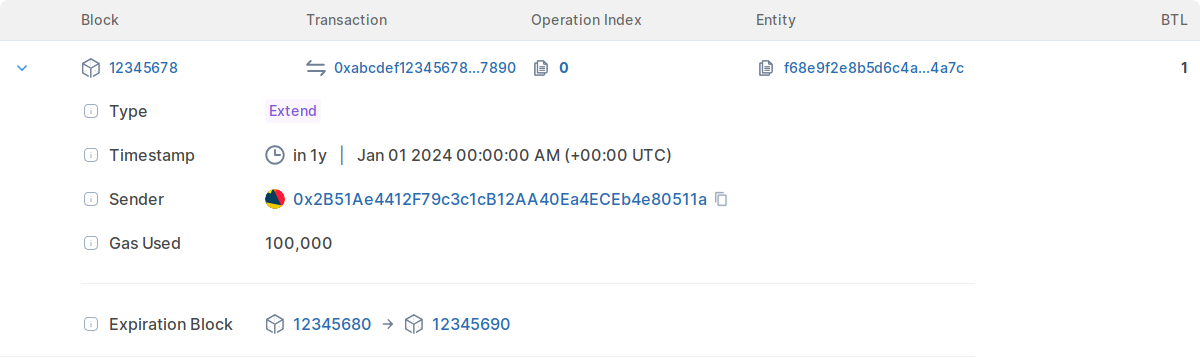 Block Transaction Operation Index Entity BTL
12345678 0xabcdef12345678...7890 0 f68e9f2e8b5d6c4a...4a7c 1
Type Extend
Timestamp in 1y | Jan 01 2024 00:00:00 AM (+00:00 UTC)
Sender 0x2B51Ae4412F79c3c1cB12AA40Ea4ECEb4e80511a
Gas Used 100,000
Expiration Block 12345680 → 12345690